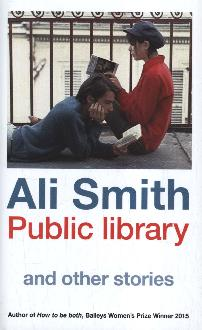 Ali Smith
Public library
and other stories
Author of How to be both, Baileys Women's Prize Winner 2015